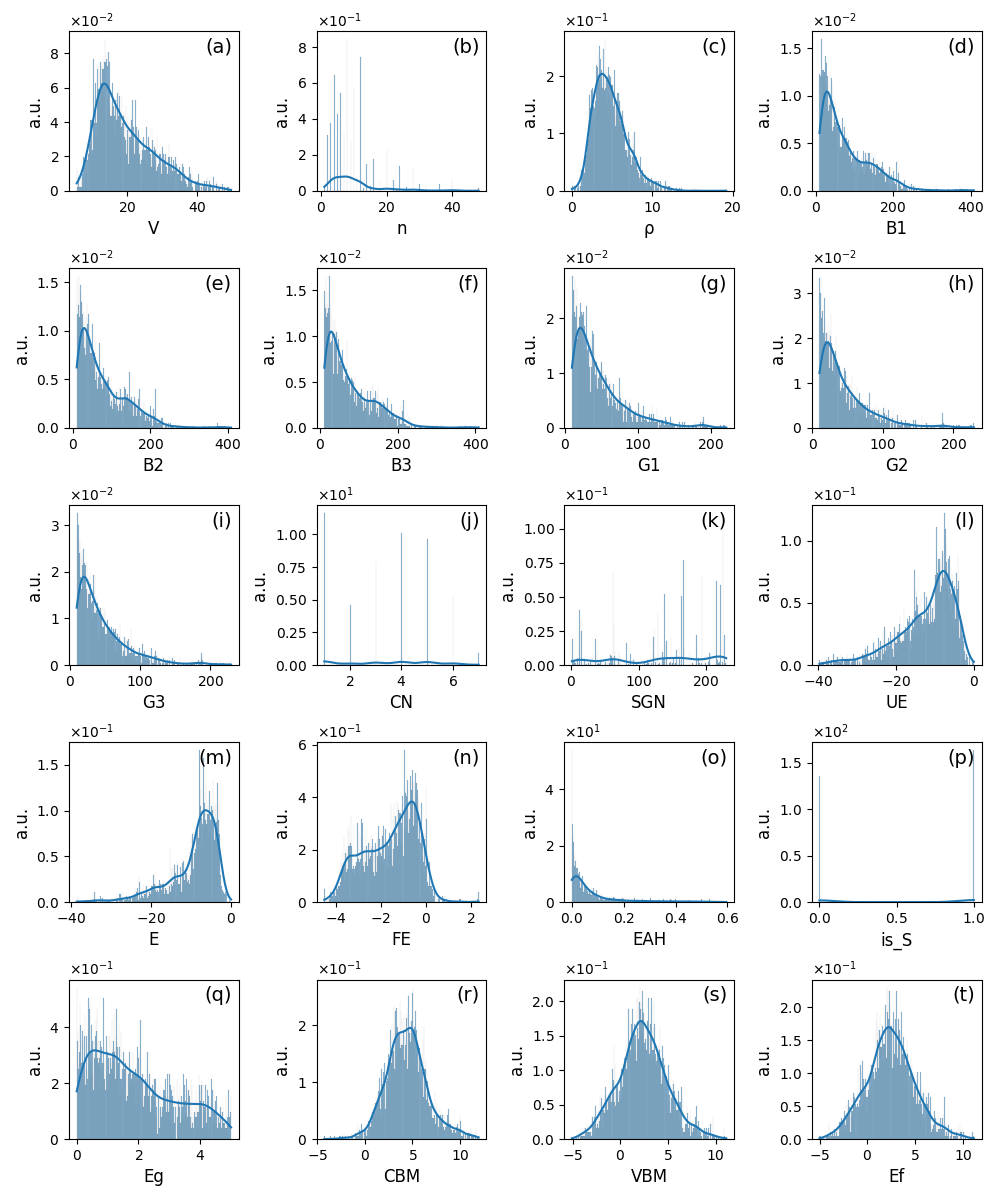 ×10⁻² ×10⁻¹ ×10⁻¹ ×10⁻²
(a) (b) (c) (d)
a.u. a.u. a.u. a.u.
8 6 4 2 0
8 6 4 2 0
2 1 0
1.5 1.0 0.5 0.0
20 40
0 20 40
0 10 20
0 200 400
V n ρ B1
×10⁻² ×10⁻² ×10⁻² ×10⁻²
(e) (f) (g) (h)
a.u. a.u. a.u. a.u.
1.5 1.0 0.5 0.0
1.5 1.0 0.5 0.0
2 1 0
3 2 1 0
0 200 400
0 200 400
0 100 200
0 100 200
B2 B3 G1 G2
×10⁻² ×10¹ ×10⁻¹ ×10⁻¹
(i) (j) (k) (l)
a.u. a.u. a.u. a.u.
3 2 1 0
1.00 0.75 0.50 0.25 0.00
1.00 0.75 0.50 0.25 0.00
1.0 0.5 0.0
0 100 200
2 4 6
0 100 200
−40 −20 0
G3 CN SGN UE
×10⁻¹ ×10⁻¹ ×10¹ ×10²
(m) (n) (o) (p)
a.u. a.u. a.u. a.u.
1.5 1.0 0.5 0.0
6 4 2 0
4 2 0
1.5 1.0 0.5 0.0
−40 −20 0
−4 −2 0 2
0.0 0.2 0.4 0.6
0.0 0.5 1.0
E FE EAH is_S
×10⁻¹ ×10⁻¹ ×10⁻¹ ×10⁻¹
(q) (r) (s) (t)
a.u. a.u. a.u. a.u.
4 2 0
2 1 0
2.0 1.5 1.0 0.5 0.0
2.0 1.5 1.0 0.5 0.0
0 2 4
−5 0 5 10
−5 0 5 10
−5 0 5 10
Eg CBM VBM Ef